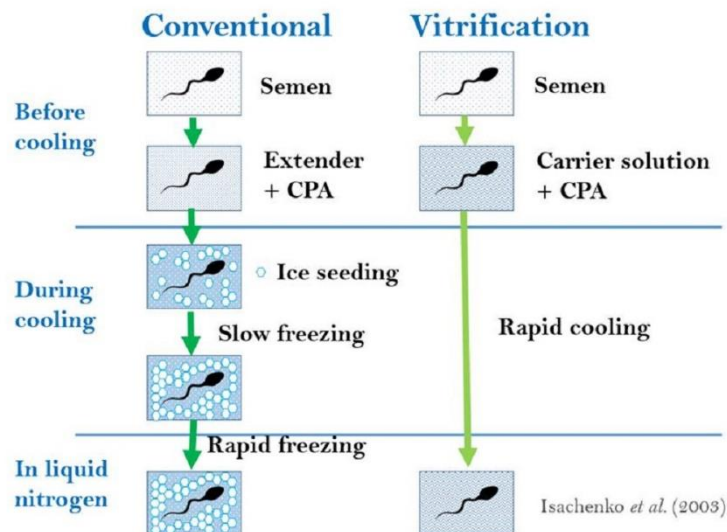 Conventional
Vitrification
Semen
Semen
Before
cooling
Extender
+ CPA
Carrier solution
+ CPA
Ice seeding
During
cooling
Slow freezing
Rapid cooling
Rapid freezing
In liquid
nitrogen
Isachenko et al. (2003)